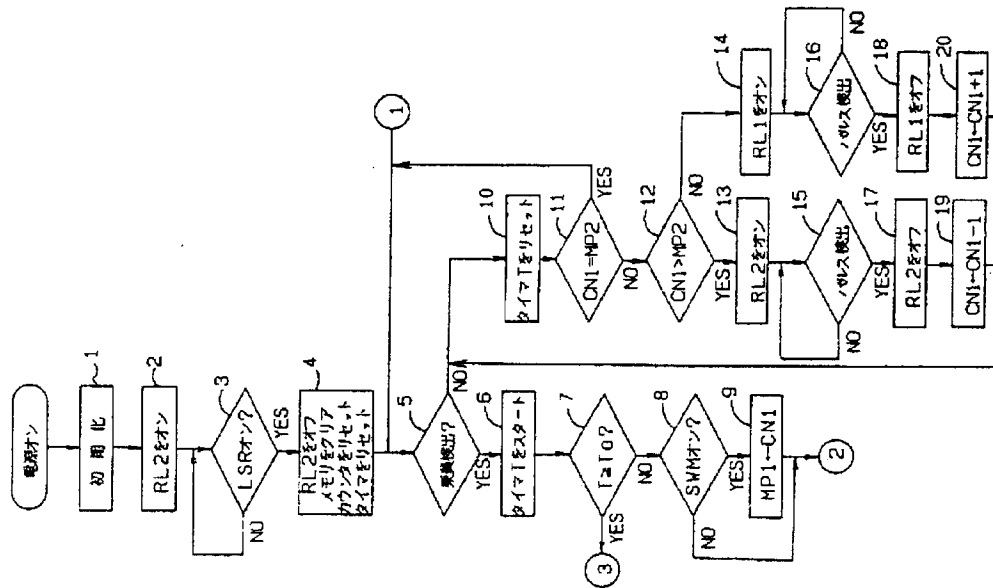 電源オン
初期化
1
RL2をオン
2
LSRオン?
3
NO
YES
RL2をオフ
メモリをクリア
カウンタをリセット
タイマをリセット
4
1
乗員検出?
5
NO
YES
タイマTをスタート
6
T≧To?
7
YES
3
NO
SWMオン?
8
NO
YES
MP1←CN1
9
2
タイマTをリセット
10
CN1=MP2
11
YES
NO
CN1>MP2
12
NO
YES
RL2をオン
13
パルス検出
15
NO
YES
RL2をオフ
17
CN1←CN1-1
19
RL1をオン
14
パルス検出
16
NO
YES
RL1をオフ
18
CN1←CN1+1
20